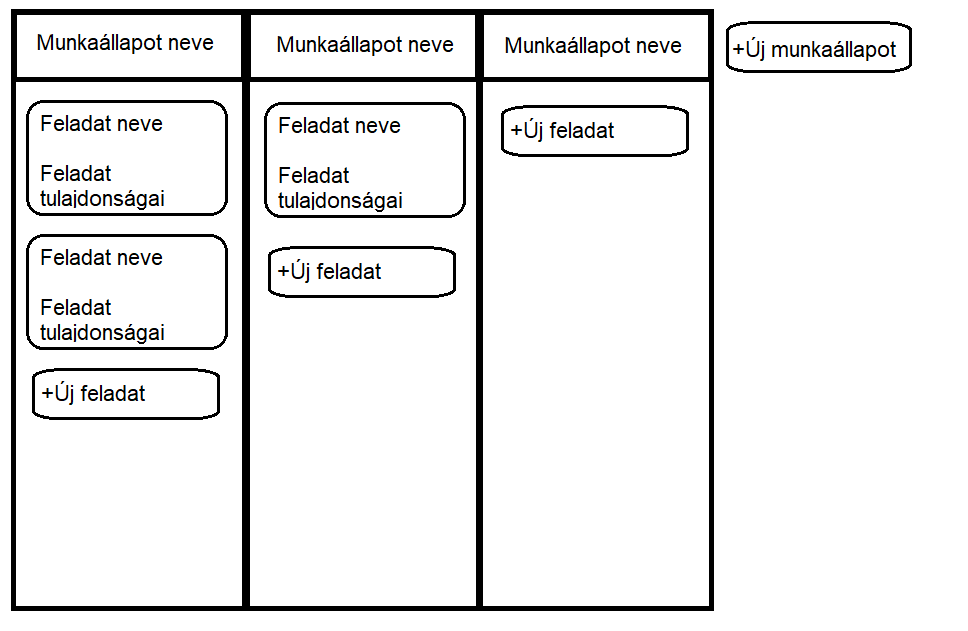 Munkaállapot neve
Munkaállapot neve
Munkaállapot neve
+Új munkaállapot
Feladat neve
Feladat
tulajdonságai
Feladat neve
Feladat
tulajdonságai
+Új feladat
Feladat neve
Feladat
tulajdonságai
+Új feladat
+Új feladat